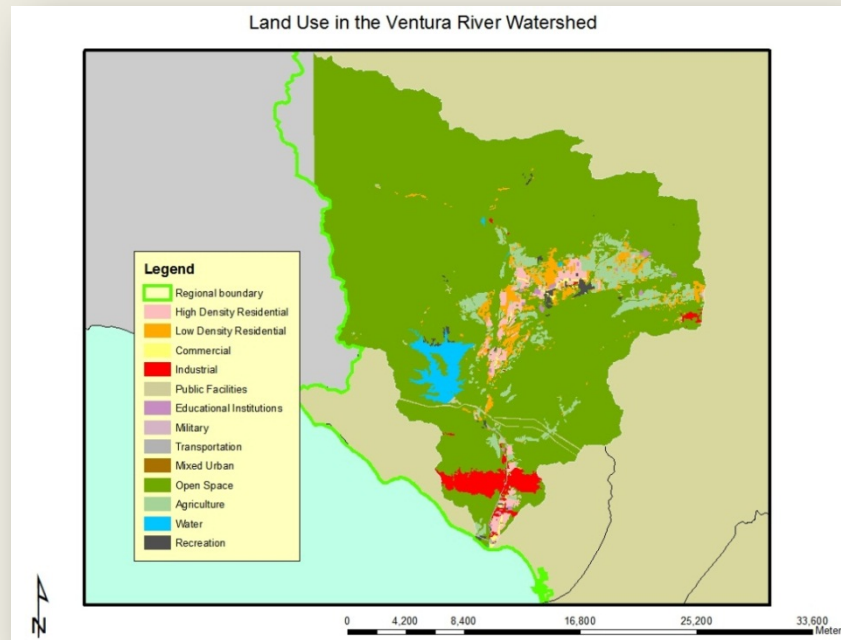 Land Use in the Ventura River Watershed
Legend
Regional boundary
High Density Residential
Low Density Residential
Commercial
Industrial
Public Facilities
Educational Institutions
Military
Transportation
Mixed Urban
Open Space
Agriculture
Water
Recreation
N
0 4,200 8,400 16,800 25,200 33,600
Meter